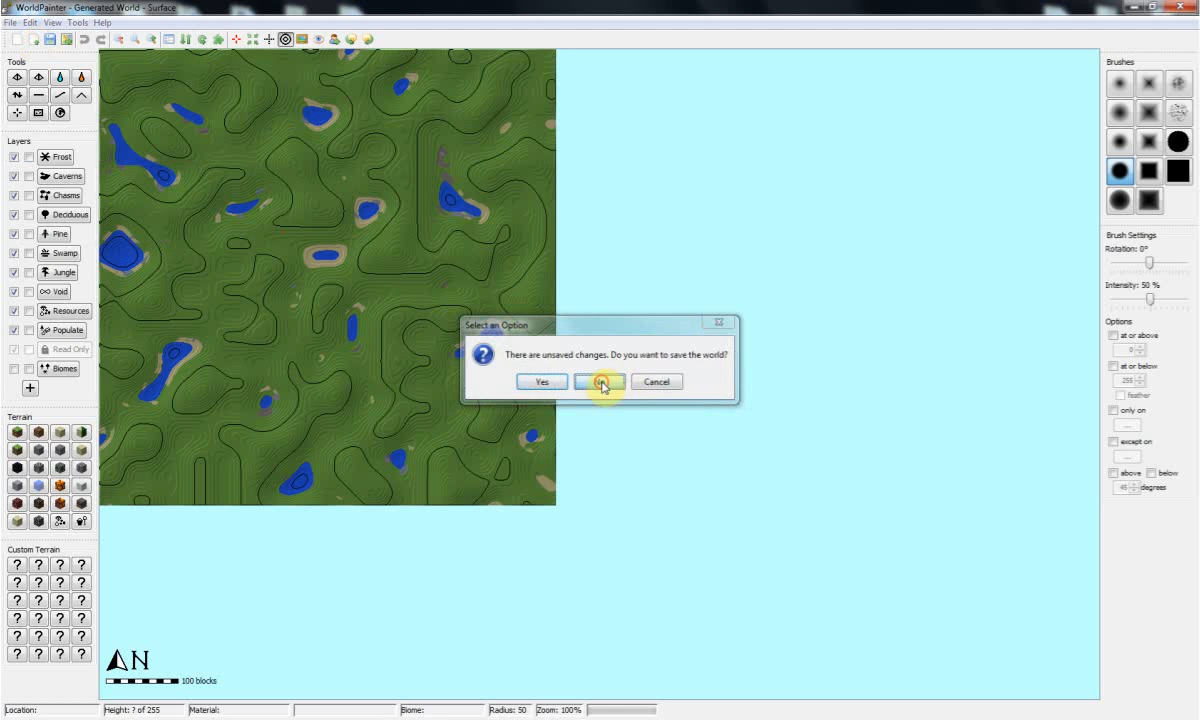 WorldPainter - Generated World - Surface
File Edit View Tools Help
Tools
Layers
Frost
Caverns
Chasms
Deciduous
Pine
Swamp
Jungle
Void
Resources
Populate
Read Only
Biomes
+
Terrain
Custom Terrain
? ? ? ?
? ? ? ?
? ? ? ?
? ? ? ?
? ? ? ?
? ? ? ?
N
100 blocks
Select an Option
There are unsaved changes. Do you want to save the world?
Yes
Cancel
Brushes
Brush Settings
Rotation: 0°
Intensity: 50 %
Options
at or above
0
at or below
255
feather
only on
...
except on
...
above below
45 degrees
Location: Height: ? of 255 Material: Biome: Radius: 50 Zoom: 100%